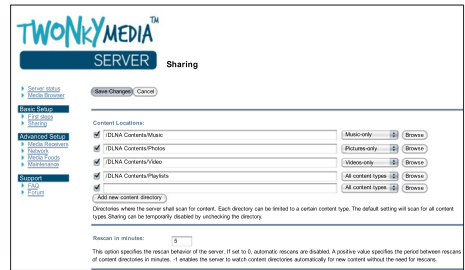 TWONKYMEDIA™
SERVER
Sharing
Server status
Media Browser
Save Changes Cancel
Basic Setup
First steps
Sharing
Content Locations:
/DLNA Contents/Music Music-only Browse
Advanced Setup
Media Receivers
Network
Media Feeds
Maintenance
/DLNA Contents/Photos Pictures-only Browse
/DLNA Contents/Video Videos-only Browse
/DLNA Contents/Playlists All content types Browse
All content types Browse
Support
FAQ
Forum
Add new content directory
Directories where the server shall scan for content. Each directory can be limited to a certain content type. The default setting will scan for all content
types.Sharing can be temporarily disabled by unchecking the directory.
Rescan in minutes: 5
This option specifies the rescan behavior of the server. If set to 0, automatic rescans are disabled. A positive value specifies the period between rescans
of content directories in minutes. -1 enables the server to watch content directories automatically for new content without the need for rescans.